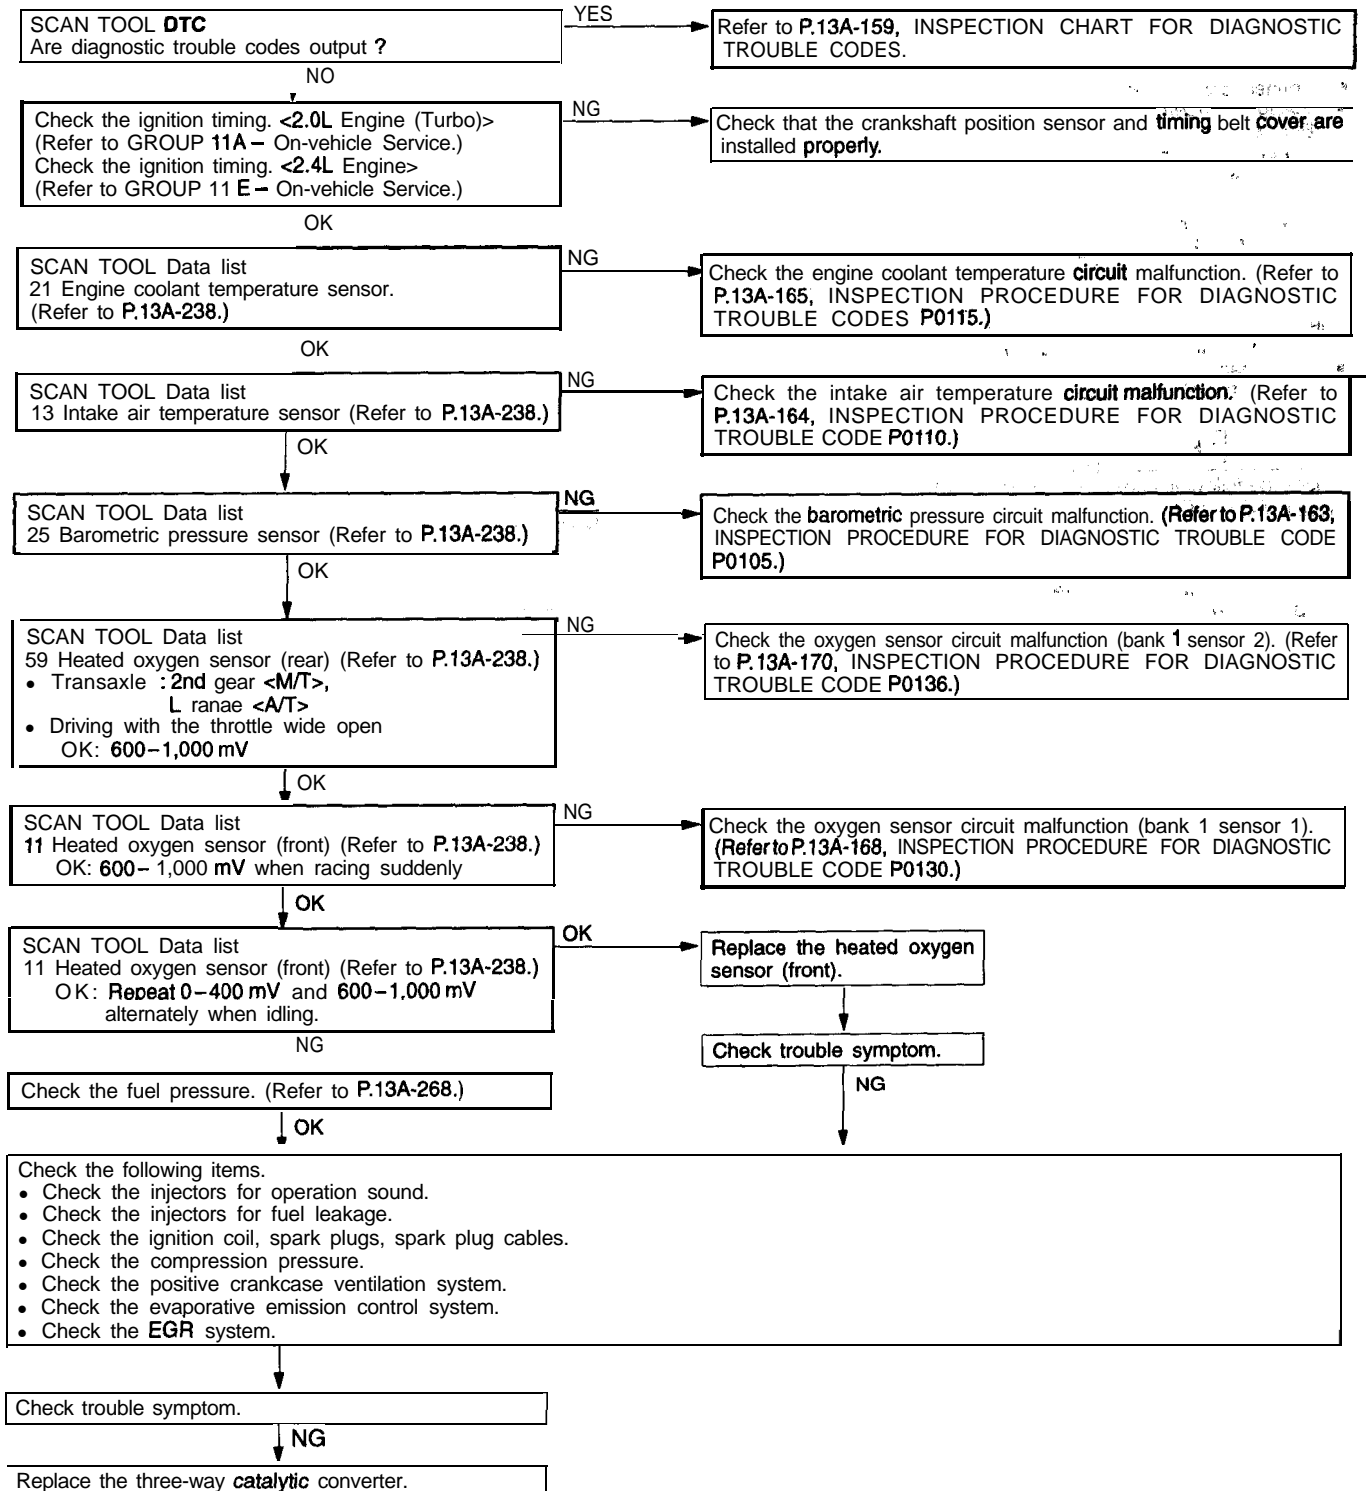 SCAN TOOL DTC
Are diagnostic trouble codes output ?
YES
Refer to P.13A-159, INSPECTION CHART FOR DIAGNOSTIC
TROUBLE CODES.
NO
Check the ignition timing. <2.0L Engine (Turbo)>
(Refer to GROUP 11A – On-vehicle Service.)
Check the ignition timing. <2.4L Engine>
(Refer to GROUP 11 E – On-vehicle Service.)
NG
Check that the crankshaft position sensor and timing belt cover are
installed properly.
OK
SCAN TOOL Data list
21 Engine coolant temperature sensor.
(Refer to P.13A-238.)
NG
Check the engine coolant temperature circuit malfunction. (Refer to
P.13A-165, INSPECTION PROCEDURE FOR DIAGNOSTIC
TROUBLE CODES P0115.)
OK
SCAN TOOL Data list
13 Intake air temperature sensor (Refer to P.13A-238.)
NG
Check the intake air temperature circuit malfunction. (Refer to
P.13A-164, INSPECTION PROCEDURE FOR DIAGNOSTIC
TROUBLE CODE P0110.)
OK
SCAN TOOL Data list
25 Barometric pressure sensor (Refer to P.13A-238.)
NG
Check the barometric pressure circuit malfunction. (Refer to P.13A-163,
INSPECTION PROCEDURE FOR DIAGNOSTIC TROUBLE CODE
P0105.)
OK
SCAN TOOL Data list
59 Heated oxygen sensor (rear) (Refer to P.13A-238.)
• Transaxle : 2nd gear <M/T>,
L ranae <A/T>
• Driving with the throttle wide open
OK: 600–1,000 mV
NG
Check the oxygen sensor circuit malfunction (bank 1 sensor 2). (Refer
to P.13A-170, INSPECTION PROCEDURE FOR DIAGNOSTIC
TROUBLE CODE P0136.)
OK
SCAN TOOL Data list
11 Heated oxygen sensor (front) (Refer to P.13A-238.)
OK: 600– 1,000 mV when racing suddenly
NG
Check the oxygen sensor circuit malfunction (bank 1 sensor 1).
(Refer to P.13A-168, INSPECTION PROCEDURE FOR DIAGNOSTIC
TROUBLE CODE P0130.)
OK
SCAN TOOL Data list
11 Heated oxygen sensor (front) (Refer to P.13A-238.)
OK: Repeat 0–400 mV and 600–1,000 mV
alternately when idling.
OK
Replace the heated oxygen
sensor (front).
Check trouble symptom.
NG
NG
Check the fuel pressure. (Refer to P.13A-268.)
OK
Check the following items.
• Check the injectors for operation sound.
• Check the injectors for fuel leakage.
• Check the ignition coil, spark plugs, spark plug cables.
• Check the compression pressure.
• Check the positive crankcase ventilation system.
• Check the evaporative emission control system.
• Check the EGR system.
Check trouble symptom.
NG
Replace the three-way catalytic converter.